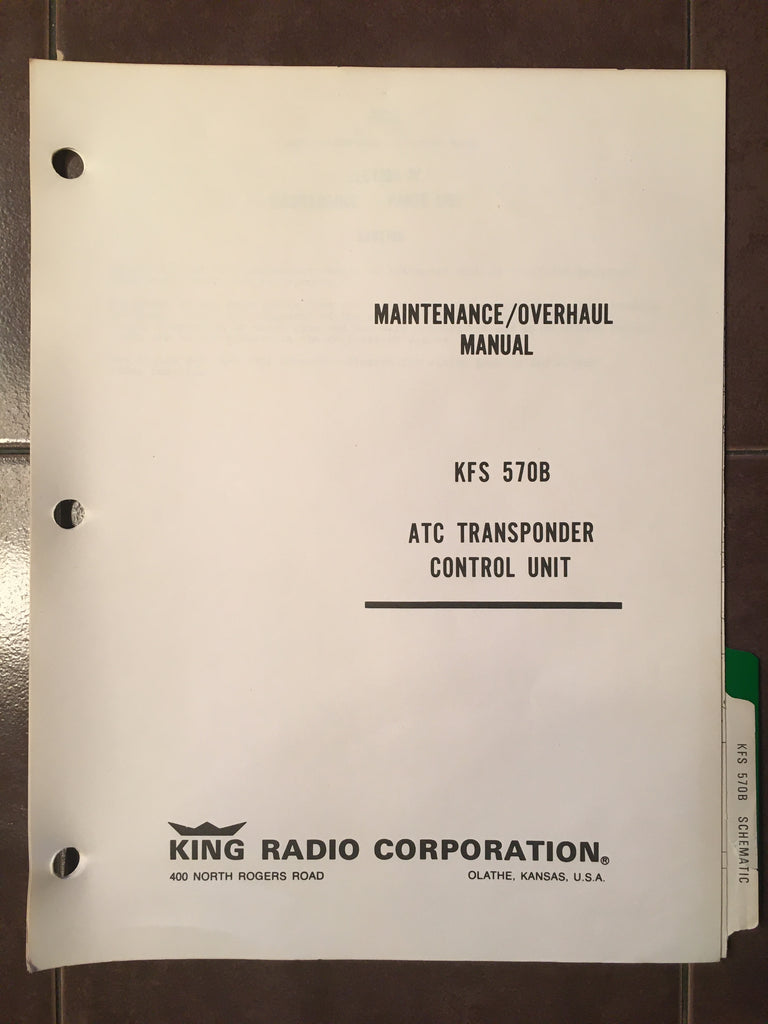 MAINTENANCE/OVERHAUL
MANUAL
KFS 570B
ATC TRANSPONDER
CONTROL UNIT
KING RADIO CORPORATION®
400 NORTH ROGERS ROAD OLATHE, KANSAS, U.S.A.
KFS 570B SCHEMATIC